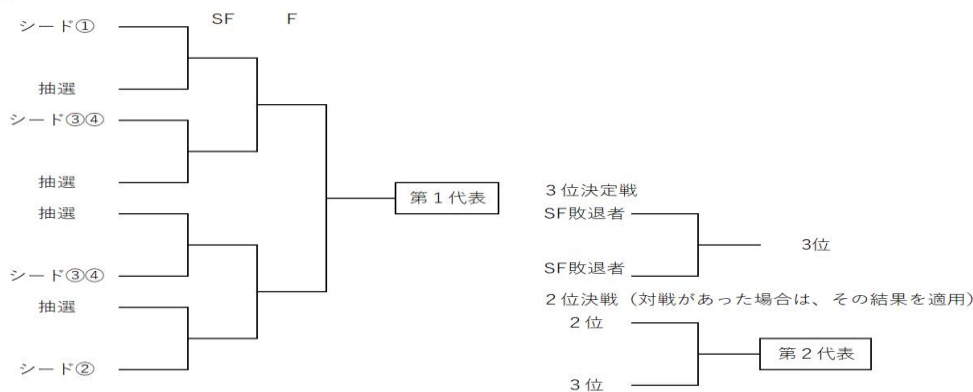 SF F
シード①
抽選
シード③④
抽選
抽選
シード③④
抽選
シード②
第１代表
３位決定戦
SF敗退者
3位
SF敗退者
２位決戦（対戦があった場合は、その結果を適用）
２位
第２代表
３位